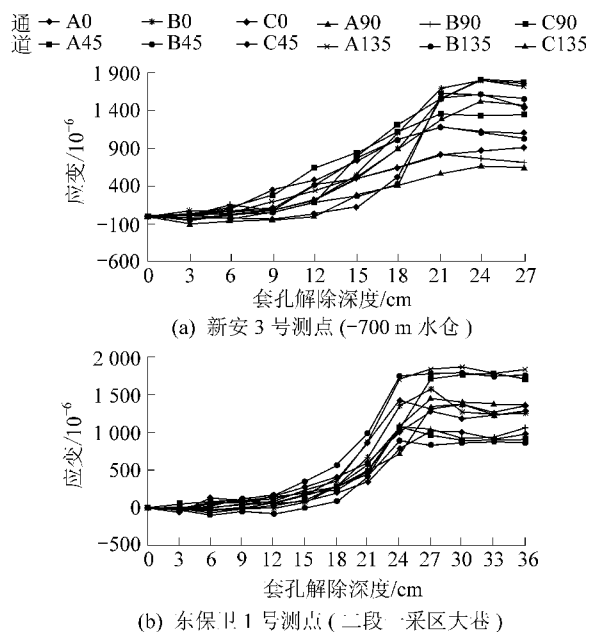 通 A0 B0 C0 A90 B90 C90
道 A45 B45 C45 A135 B135 C135
1 900
1 400
900
400
-100
-600
应变/10⁻⁶
0 3 6 9 12 15 18 21 24 27
套孔解除深度/cm
(a) 新安 3 号测点 (-700 m 水仓)
2 000
1 500
1 000
500
0
-500
应变/10⁻⁶
0 3 6 9 12 15 18 21 24 27 30 33 36
套孔解除深度/cm
(b) 东保卫 1 号测点 (二段一采区大巷)